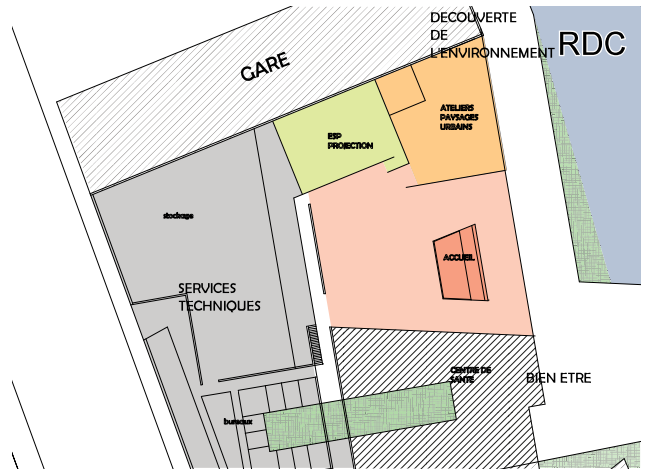 DECOUVERTE
DE
L'ENVIRONNEMENT
RDC
GARE
ATELIERS
PAYSAGES
URBAINS
ESP
PROJECTION
stockage
ACCUEIL
SERVICES
TECHNIQUES
CENTRE DE
SANTE
BIEN ETRE
bureaux